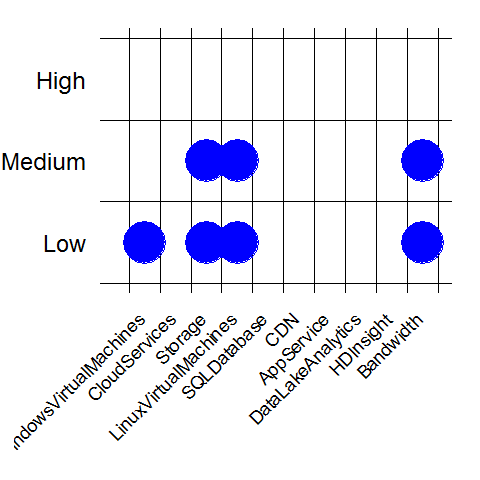 High
Medium
Low
ndowsVirtualMachines
CloudServices
Storage
LinuxVirtualMachines
SQLDatabase
CDN
AppService
DataLakeAnalytics
HDInsight
Bandwidth